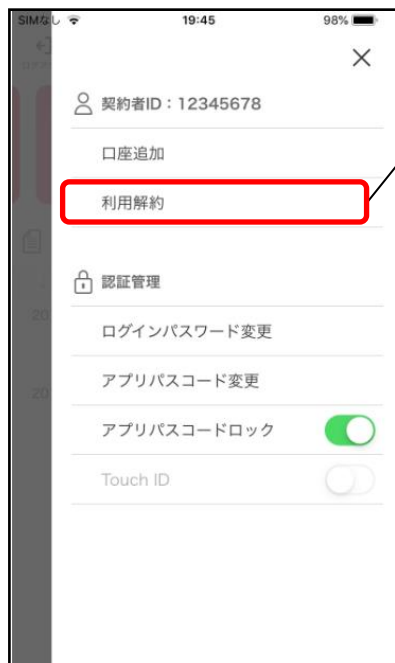 SIMなし 19:45 98%
契約者ID：12345678
口座追加
利用解約
認証管理
ログインパスワード変更
アプリパスコード変更
アプリパスコードロック
Touch ID
20
20